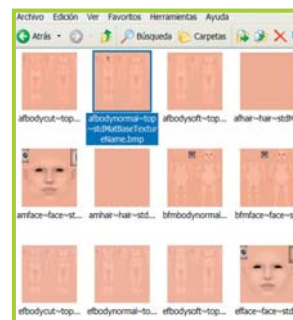 Archivo Edición Ver Favoritos Herramientas Ayuda
Atrás Búsqueda Carpetas
afbodycut~top... afbodynormal~top
~stdMatBaseTextur
eName.bmp afbodysoft~top... afhair~hair~stdM
amface~face~st... amhair~hair~std... bfmbodynormal... bfmface~face~st
efbodycut~top... efbodynormal~to... efbodysoft~top... efface~face~std